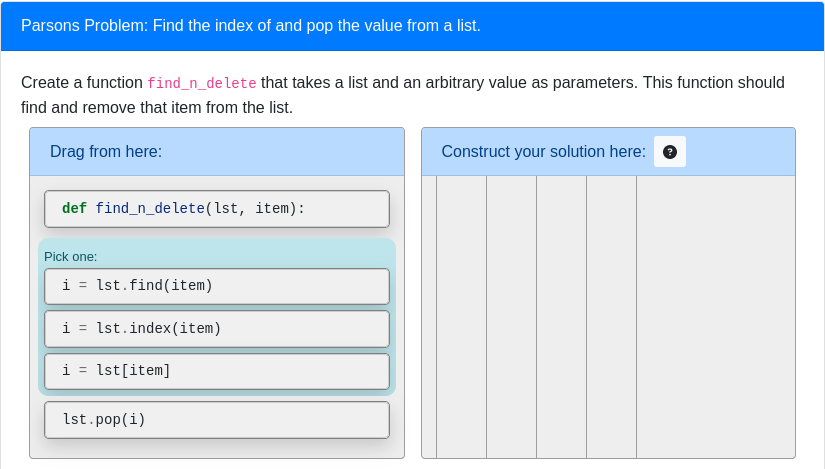 Parsons Problem: Find the index of and pop the value from a list.
Create a function find_n_delete that takes a list and an arbitrary value as parameters. This function should
find and remove that item from the list.
Drag from here:
def find_n_delete(lst, item):
Pick one:
i = lst.find(item)
i = lst.index(item)
i = lst[item]
lst.pop(i)
Construct your solution here: ?